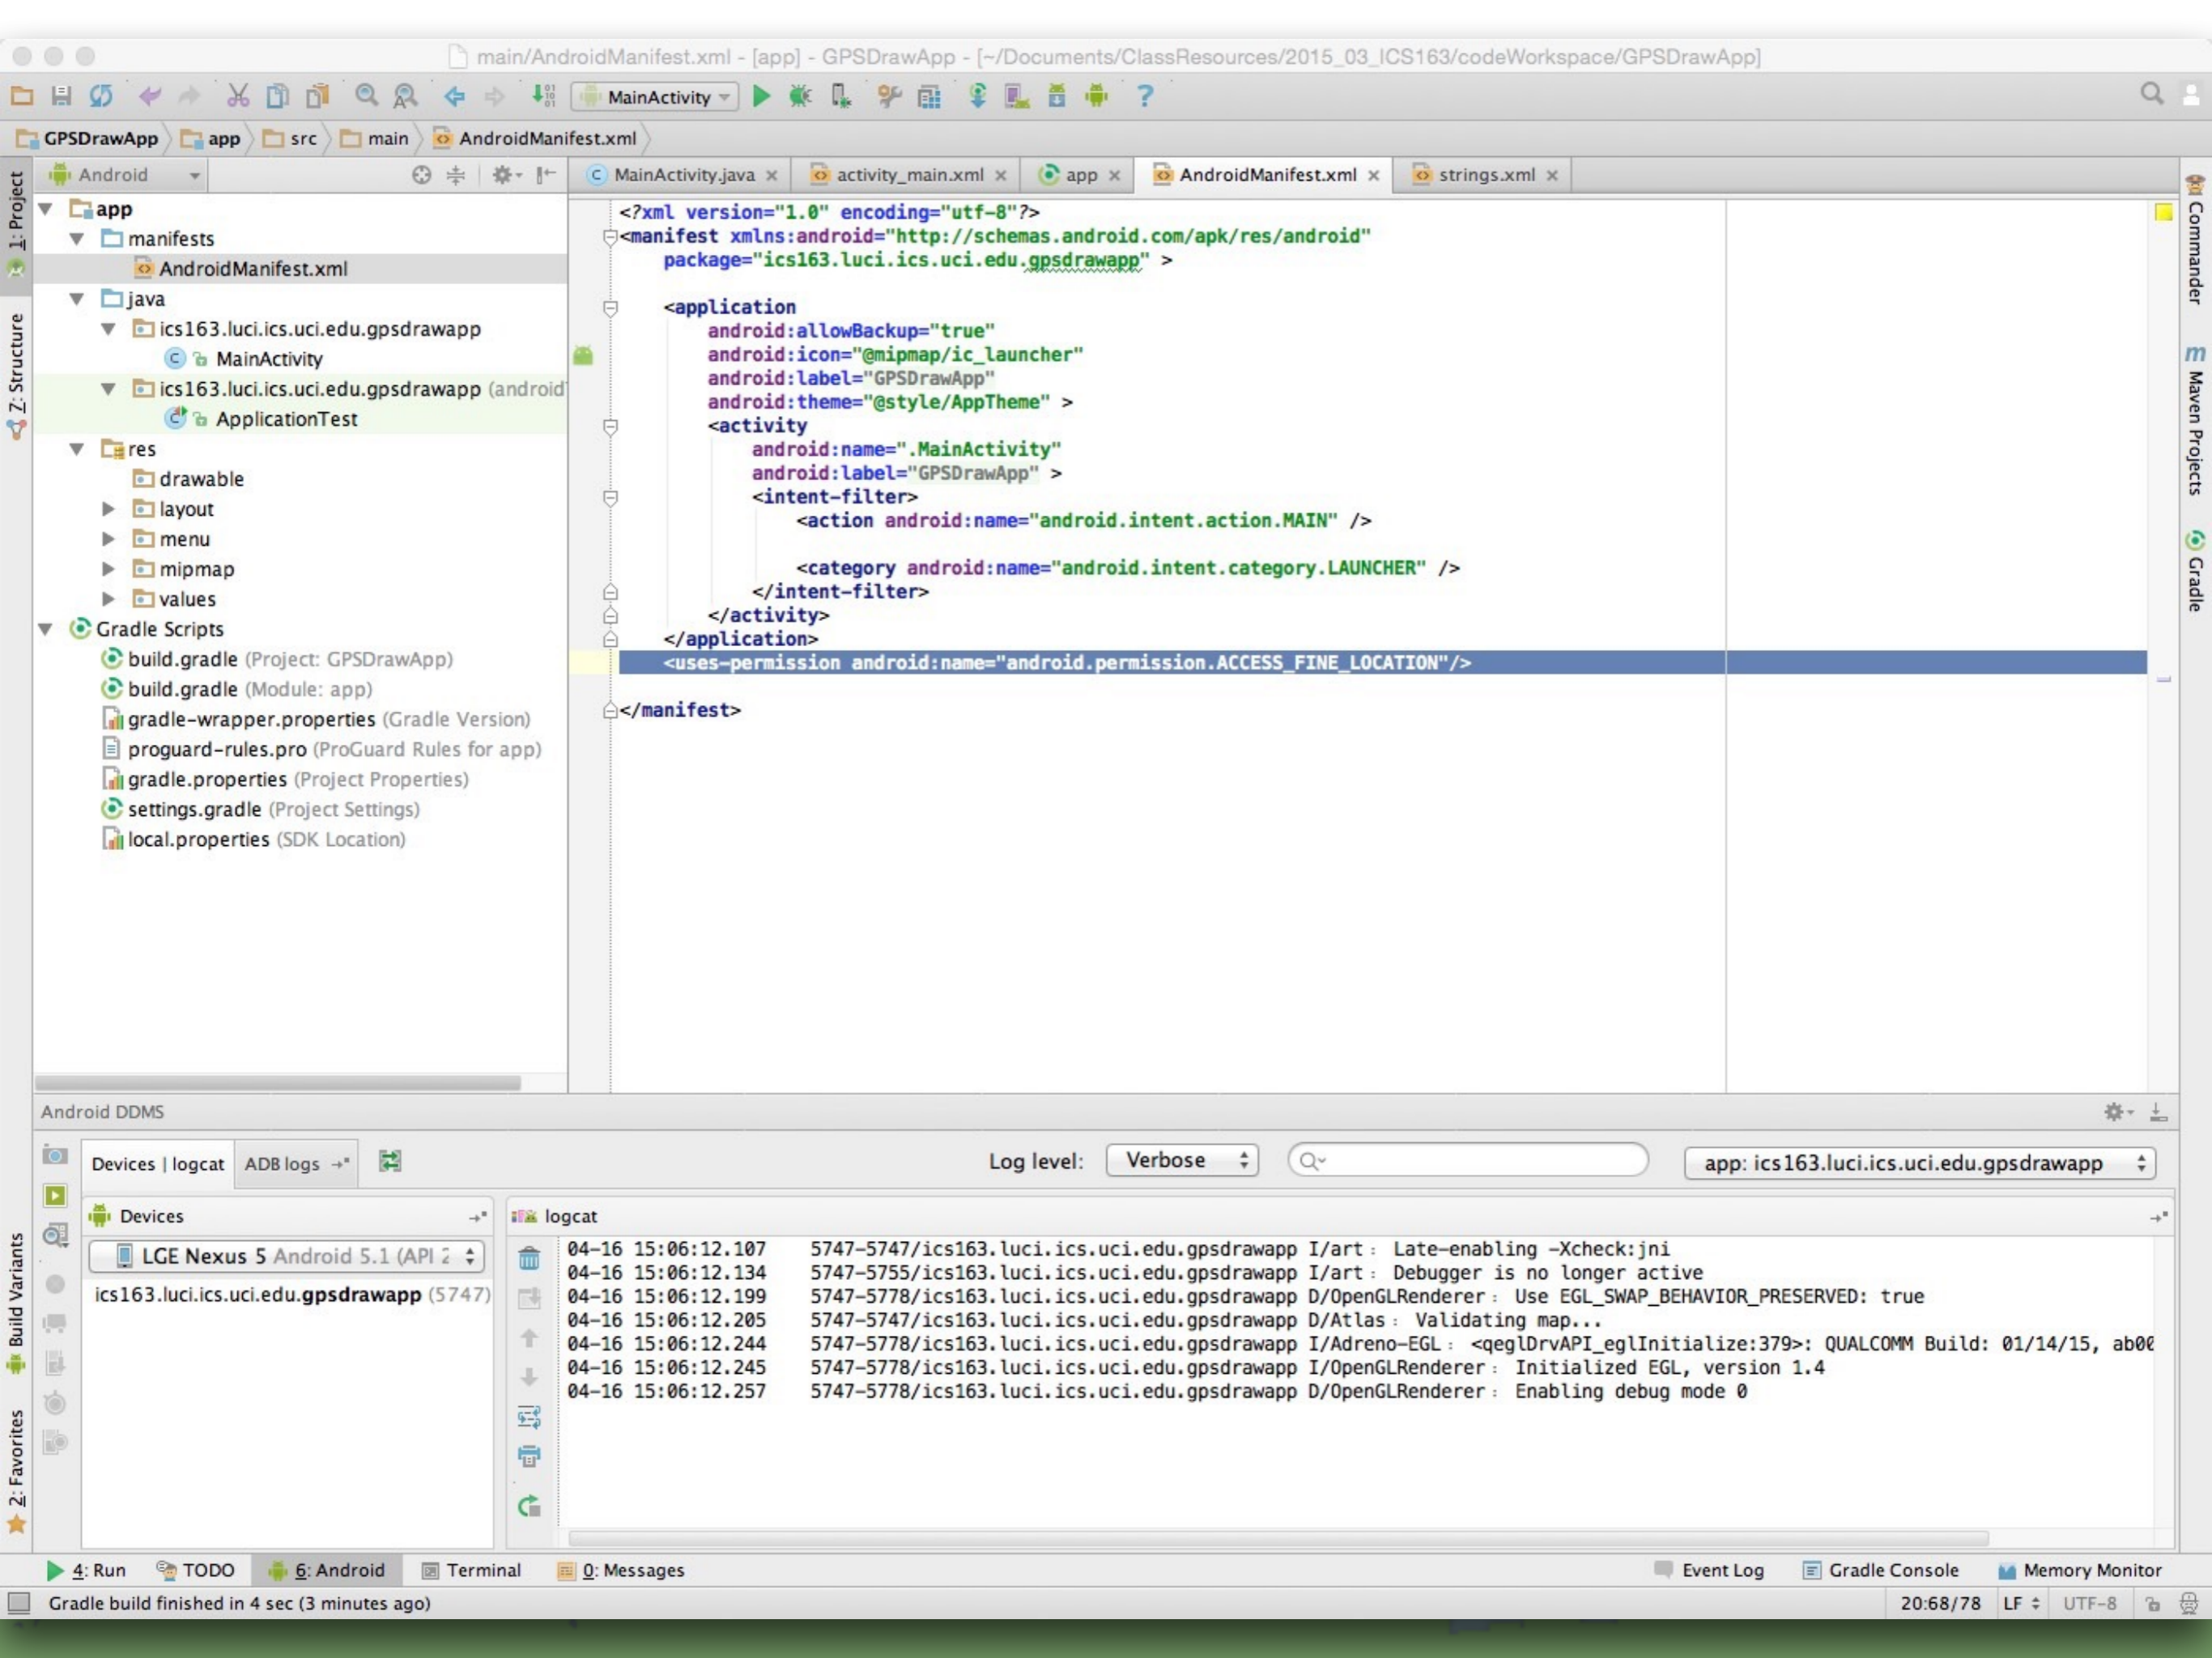 main/AndroidManifest.xml - [app] - GPSDrawApp - [~/Documents/ClassResources/2015_03_ICS163/codeWorkspace/GPSDrawApp]
MainActivity
GPSDrawApp app src main AndroidManifest.xml
1: Project
Z: Structure
Build Variants
2: Favorites
Android
app
manifests
AndroidManifest.xml
java
ics163.luci.ics.uci.edu.gpsdrawapp
MainActivity
ics163.luci.ics.uci.edu.gpsdrawapp (android
ApplicationTest
res
drawable
layout
menu
mipmap
values
Gradle Scripts
build.gradle (Project: GPSDrawApp)
build.gradle (Module: app)
gradle-wrapper.properties (Gradle Version)
proguard-rules.pro (ProGuard Rules for app)
gradle.properties (Project Properties)
settings.gradle (Project Settings)
local.properties (SDK Location)
MainActivity.java activity_main.xml app AndroidManifest.xml strings.xml
<?xml version="1.0" encoding="utf-8"?>
<manifest xmlns:android="http://schemas.android.com/apk/res/android"
package="ics163.luci.ics.uci.edu.gpsdrawapp" >
<application
android:allowBackup="true"
android:icon="@mipmap/ic_launcher"
android:label="GPSDrawApp"
android:theme="@style/AppTheme" >
<activity
android:name=".MainActivity"
android:label="GPSDrawApp" >
<intent-filter>
<action android:name="android.intent.action.MAIN" />
<category android:name="android.intent.category.LAUNCHER" />
</intent-filter>
</activity>
</application>
<uses-permission android:name="android.permission.ACCESS_FINE_LOCATION"/>
</manifest>
Commander
m Maven Projects
Gradle
Android DDMS
Devices | logcat ADB logs Log level: Verbose app: ics163.luci.ics.uci.edu.gpsdrawapp
Devices
LGE Nexus 5 Android 5.1 (API 2
ics163.luci.ics.uci.edu.gpsdrawapp (5747)
logcat
04-16 15:06:12.107 5747-5747/ics163.luci.ics.uci.edu.gpsdrawapp I/art﹕ Late-enabling -Xcheck:jni
04-16 15:06:12.134 5747-5755/ics163.luci.ics.uci.edu.gpsdrawapp I/art﹕ Debugger is no longer active
04-16 15:06:12.199 5747-5778/ics163.luci.ics.uci.edu.gpsdrawapp D/OpenGLRenderer﹕ Use EGL_SWAP_BEHAVIOR_PRESERVED: true
04-16 15:06:12.205 5747-5747/ics163.luci.ics.uci.edu.gpsdrawapp D/Atlas﹕ Validating map...
04-16 15:06:12.244 5747-5778/ics163.luci.ics.uci.edu.gpsdrawapp I/Adreno-EGL﹕ <qeglDrvAPI_eglInitialize:379>: QUALCOMM Build: 01/14/15, ab00
04-16 15:06:12.245 5747-5778/ics163.luci.ics.uci.edu.gpsdrawapp I/OpenGLRenderer﹕ Initialized EGL, version 1.4
04-16 15:06:12.257 5747-5778/ics163.luci.ics.uci.edu.gpsdrawapp D/OpenGLRenderer﹕ Enabling debug mode 0
4: Run TODO 6: Android Terminal 0: Messages Event Log Gradle Console Memory Monitor
Gradle build finished in 4 sec (3 minutes ago) 20:68/78 LF UTF-8